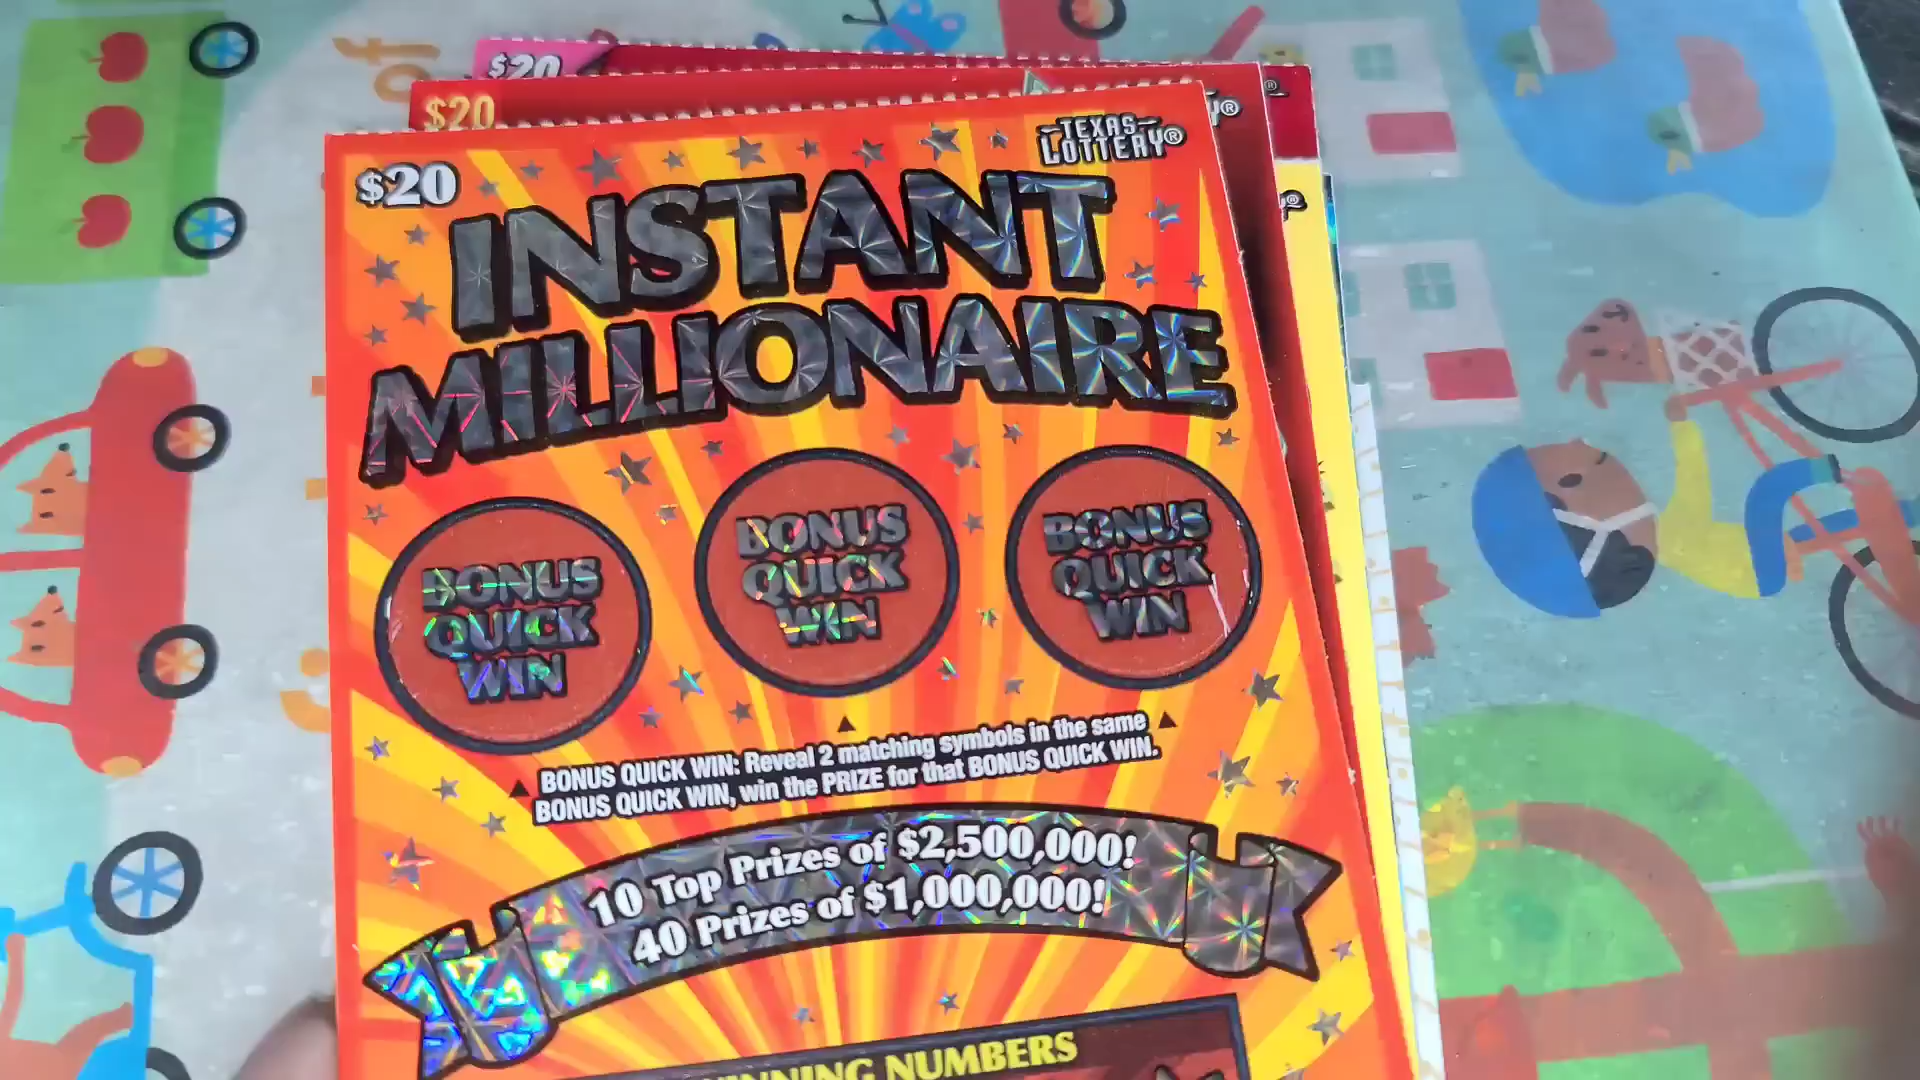 of
$20
$20
y®
®
TEXAS
LOTTERY®
$20
y®
INSTANT
MILLIONAIRE
BONUS
QUICK
WIN
BONUS
QUICK
WIN
BONUS
QUICK
WIN
BONUS QUICK WIN: Reveal 2 matching symbols in the same
BONUS QUICK WIN, win the PRIZE for that BONUS QUICK WIN.
10 Top Prizes of $2,500,000!
40 Prizes of $1,000,000!
WINNING NUMBERS